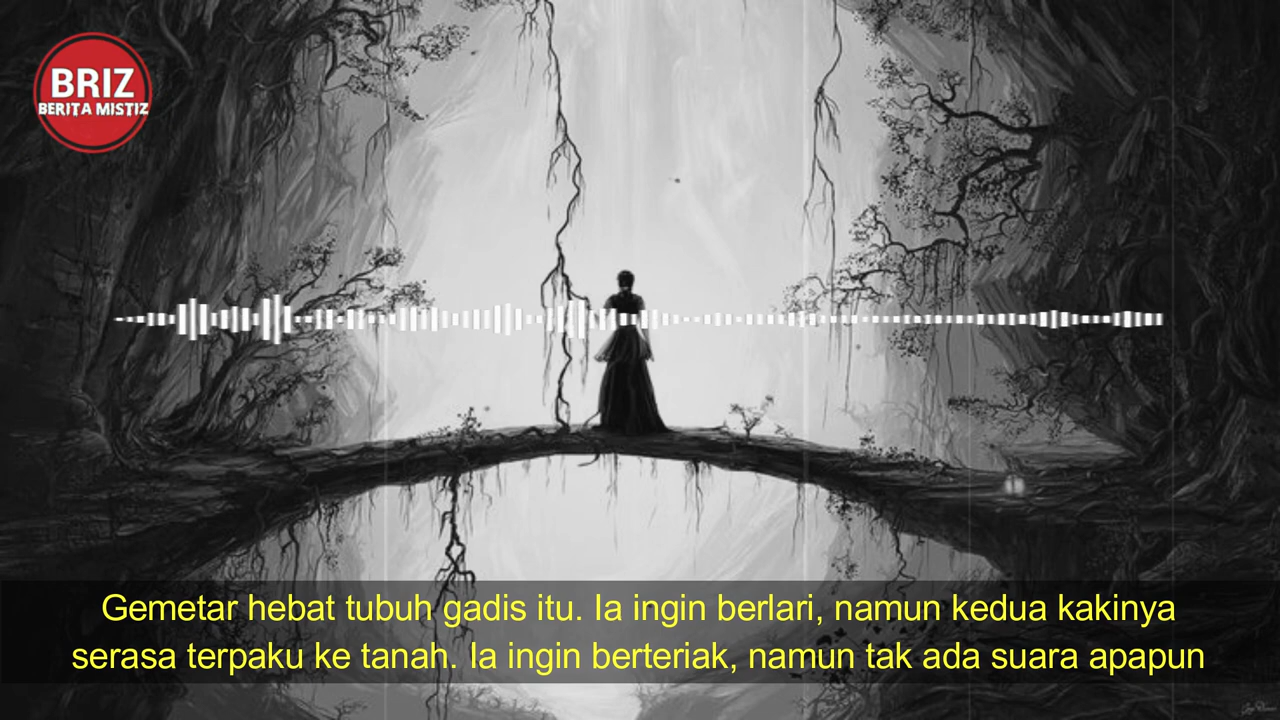 BRIZ
BERITA MISTIZ
Gemetar hebat tubuh gadis itu. Ia ingin berlari, namun kedua kakinya
serasa terpaku ke tanah. Ia ingin berteriak, namun tak ada suara apapun